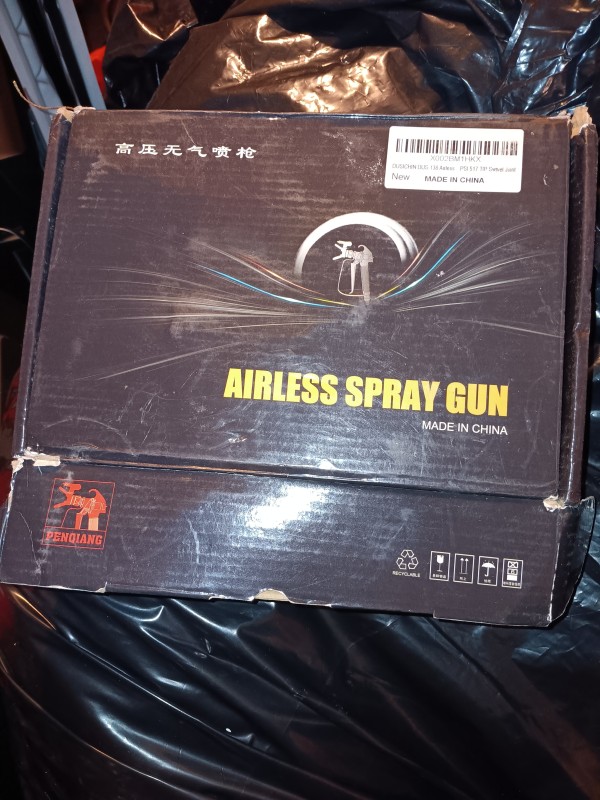 高压无气喷枪
X002BM1HKX
New
MADE IN CHINA
AIRLESS SPRAY GUN
MADE IN CHINA
PENQIANG
RECYCLABLE